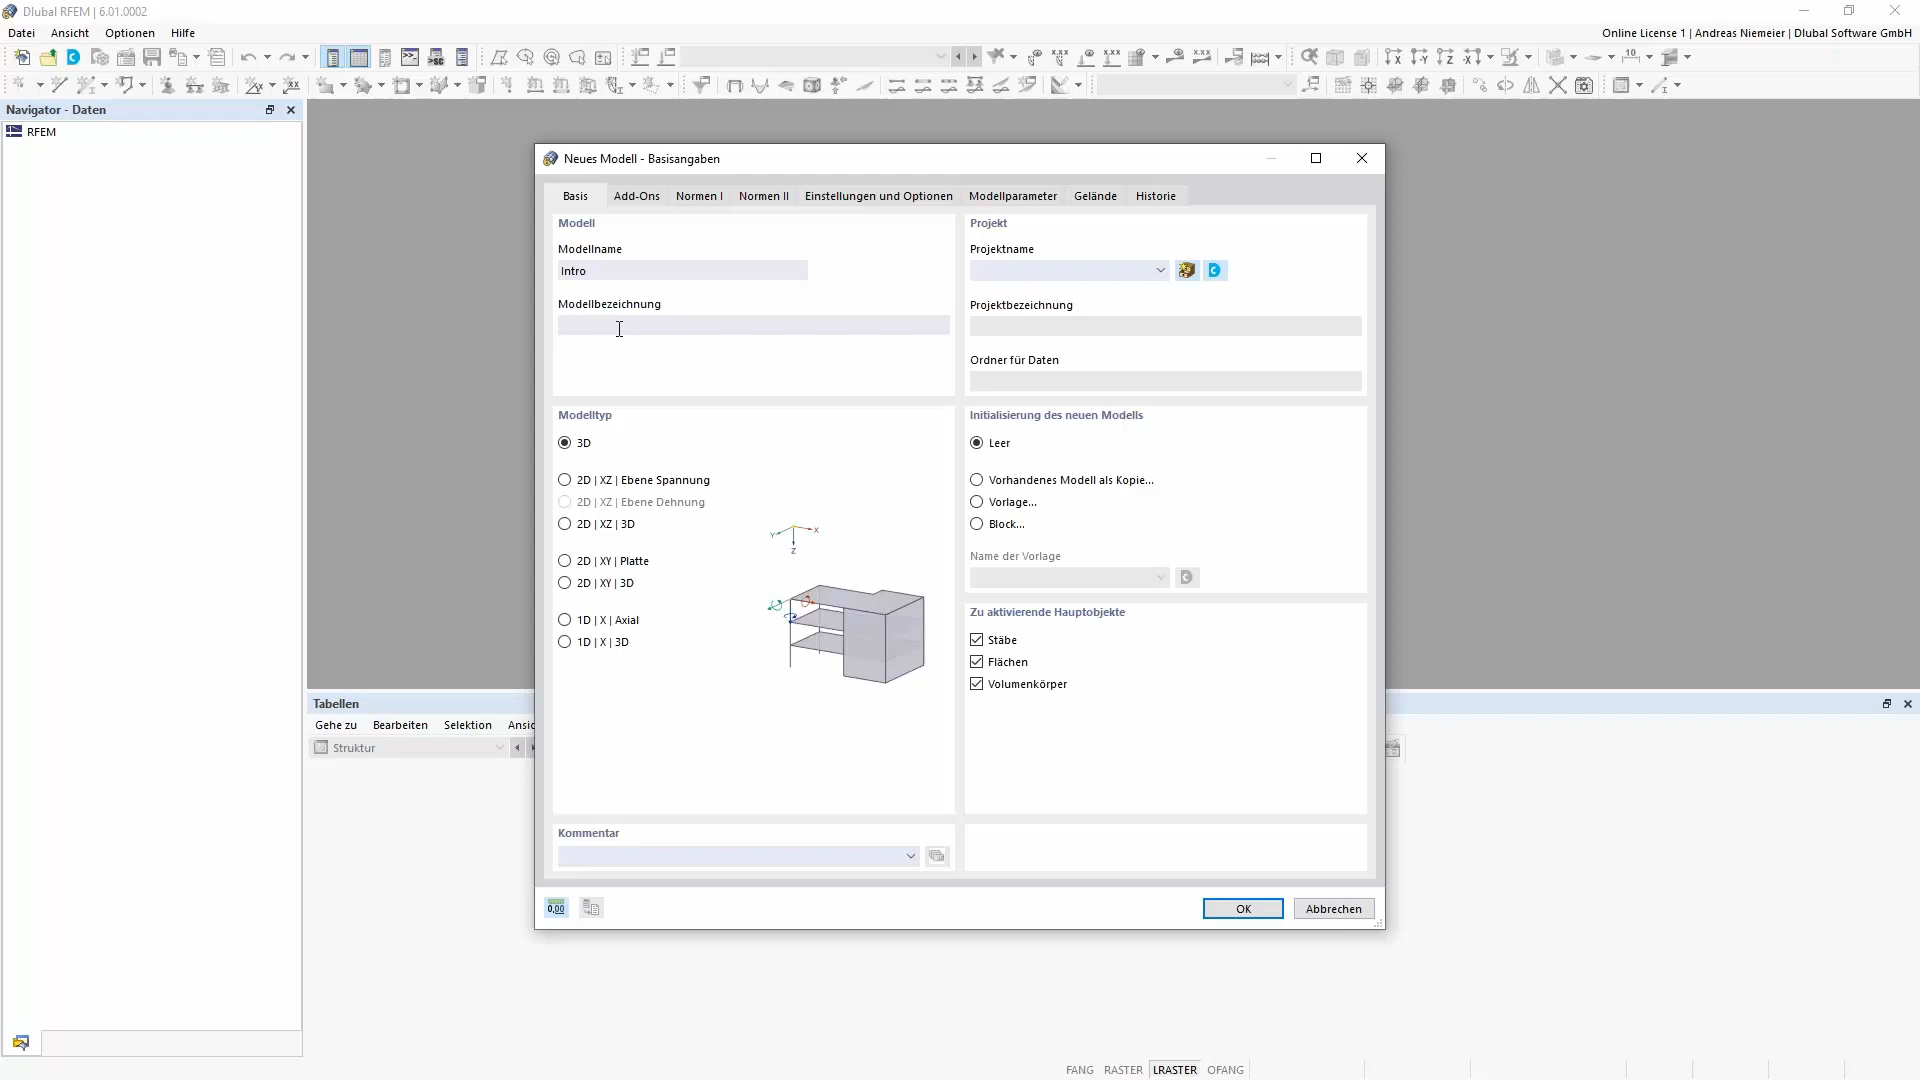 Dlubal RFEM | 6.01.0002
Datei Ansicht Optionen Hilfe
Online License 1 | Andreas Niemeier | Dlubal Software GmbH
Navigator - Daten
RFEM
Neues Modell - Basisangaben
Basis Add-Ons Normen I Normen II Einstellungen und Optionen Modellparameter Gelände Historie
Modell
Modellname
Intro
Modellbezeichnung
Projekt
Projektname
Projektbezeichnung
Ordner für Daten
Modelltyp
3D
2D | XZ | Ebene Spannung
2D | XZ | Ebene Dehnung
2D | XZ | 3D
2D | XY | Platte
2D | XY | 3D
1D | X | Axial
1D | X | 3D
Y X
Z
Initialisierung des neuen Modells
Leer
Vorhandenes Modell als Kopie...
Vorlage...
Block...
Name der Vorlage
Zu aktivierende Hauptobjekte
Stäbe
Flächen
Volumenkörper
Kommentar
0,00
OK Abbrechen
Tabellen
Gehe zu Bearbeiten Selektion Ansic
Struktur
FANG RASTER LRASTER OFANG